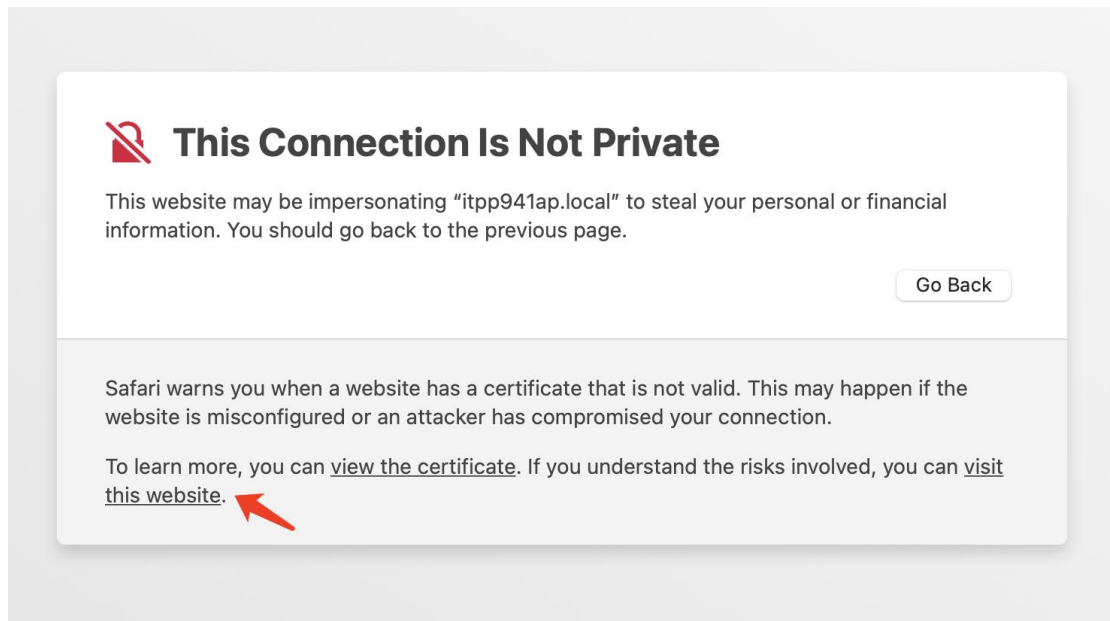 This Connection Is Not Private
This website may be impersonating “itpp941ap.local” to steal your personal or financial
information. You should go back to the previous page.
Go Back
Safari warns you when a website has a certificate that is not valid. This may happen if the
website is misconfigured or an attacker has compromised your connection.
To learn more, you can view the certificate. If you understand the risks involved, you can visit
this website.